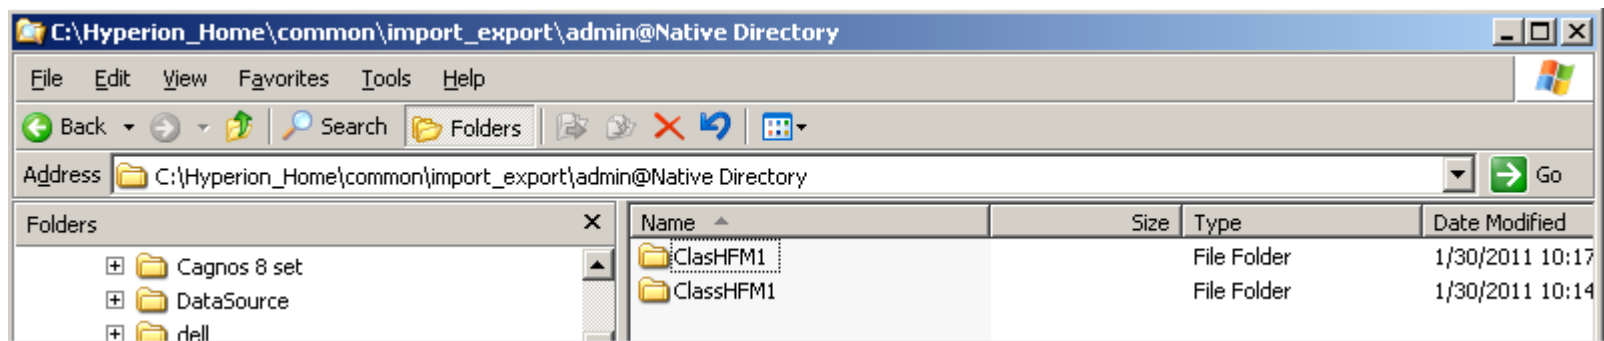 C:\Hyperion_Home\common\import_export\admin@Native Directory
File Edit View Favorites Tools Help
Back Search Folders
Address C:\Hyperion_Home\common\import_export\admin@Native Directory Go
Folders Name Size Type Date Modified
Cagnos 8 set ClasHFM1 File Folder 1/30/2011 10:17
DataSource ClassHFM1 File Folder 1/30/2011 10:14
dell